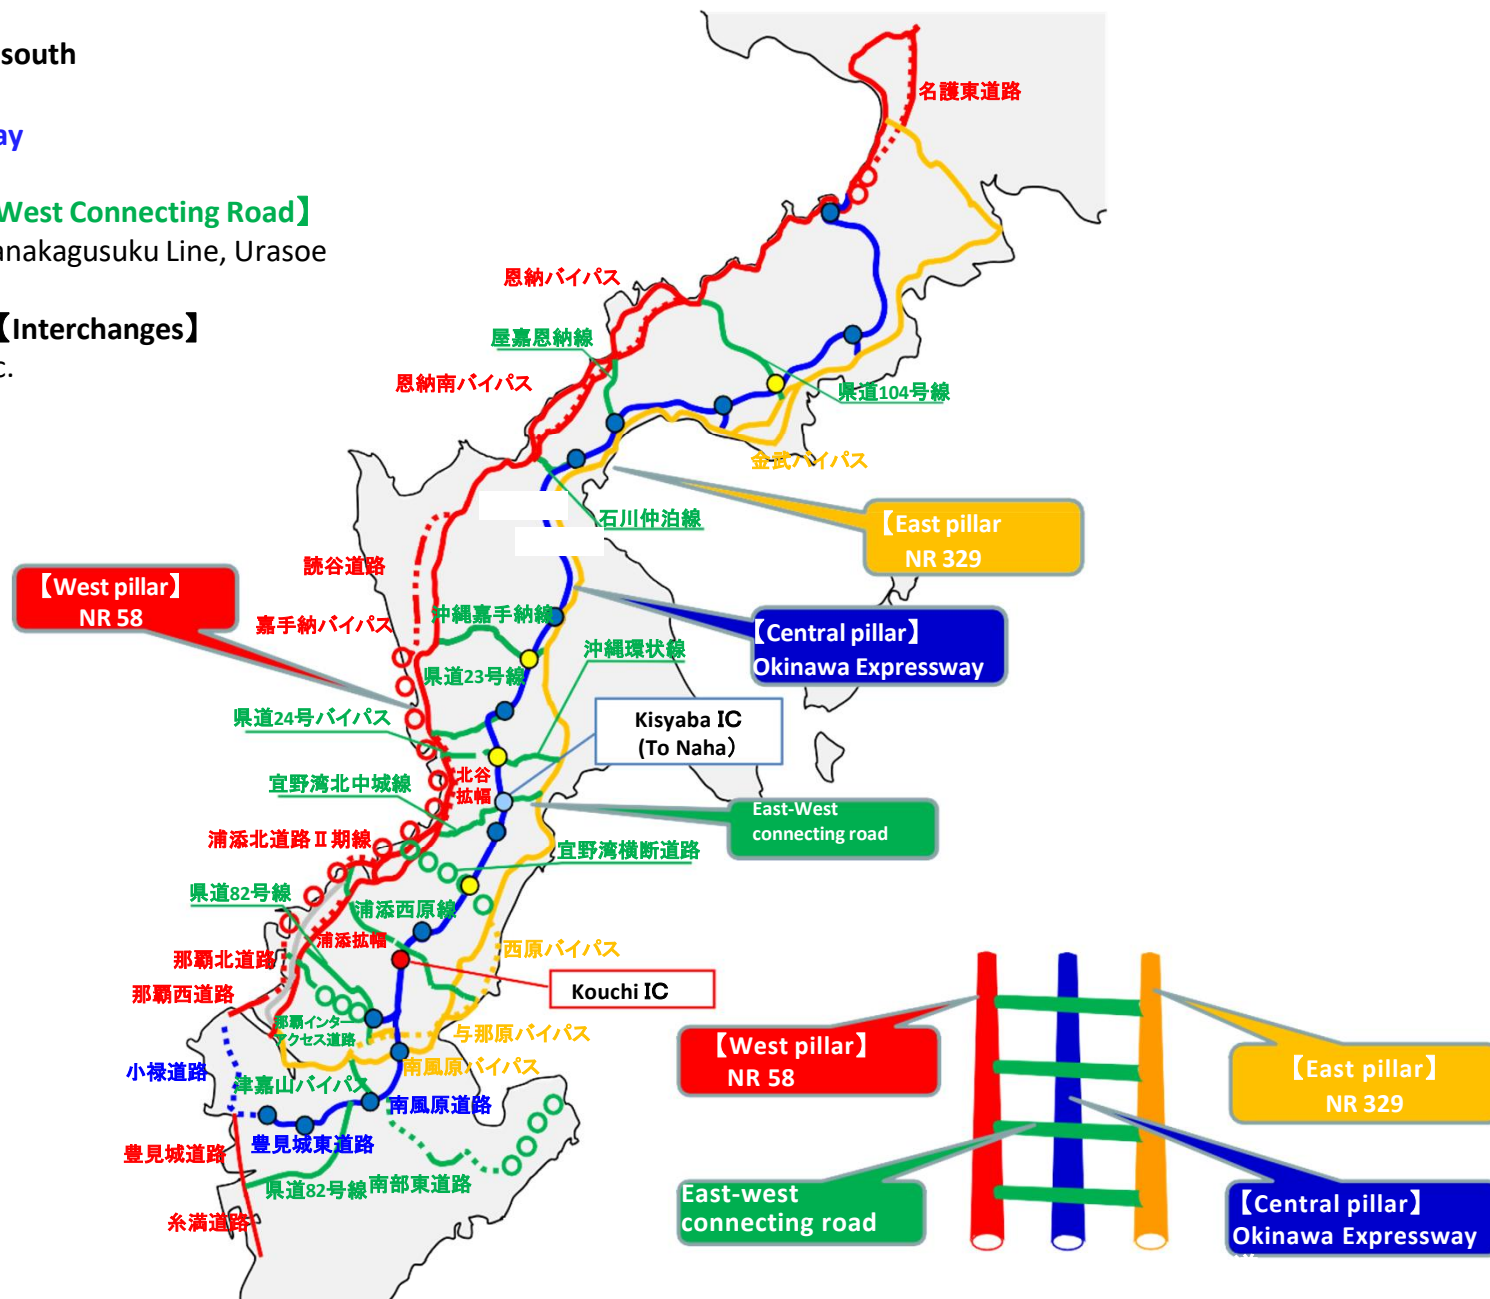 south
ay
West Connecting Road】
anakagusuku Line, Urasoe
【Interchanges】
c.
名護東道路
恩納バイパス
屋嘉恩納線
恩納南バイパス
県道104号線
金武バイパス
石川仲泊線
【East pillar
NR 329
読谷道路
【West pillar】
NR 58
嘉手納バイパス
沖縄嘉手納線
【Central pillar】
Okinawa Expressway
沖縄環状線
県道23号線
県道24号バイパス
Kisyaba IC
(To Naha）
北谷
拡幅
宜野湾北中城線
East-West
connecting road
浦添北道路Ⅱ期線
宜野湾横断道路
県道82号線
浦添西原線
浦添拡幅
西原バイパス
那覇北道路
那覇西道路
Kouchi IC
那覇インター
アクセス道路
与那原バイパス
南風原バイパス
小禄道路
津嘉山バイパス
南風原道路
豊見城東道路
豊見城道路
県道82号線
南部東道路
糸満道路
【West pillar】
NR 58
【East pillar】
NR 329
East-west
connecting road
【Central pillar】
Okinawa Expressway